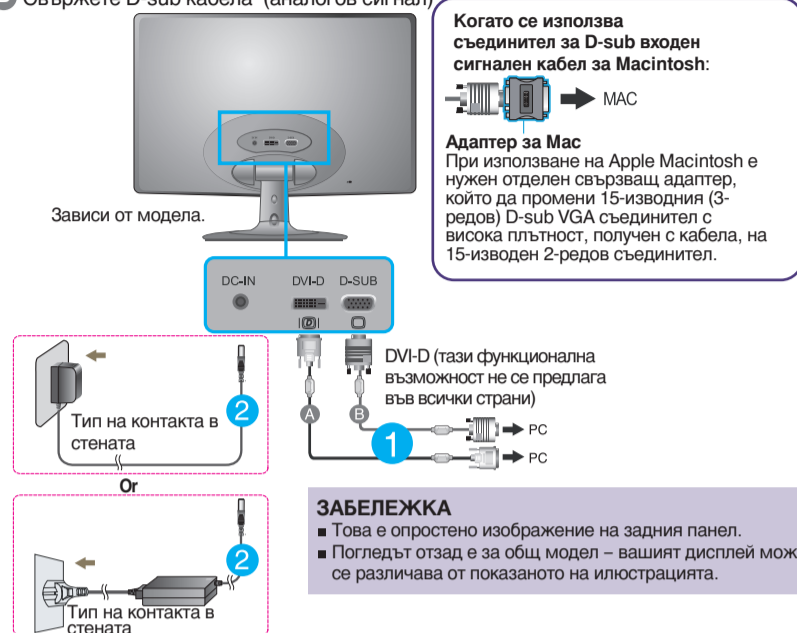 Свържете D-sub кабела (аналогов сигнал)
Когато се използва
съединител за D-sub входен
сигнален кабел за Macintosh:
MAC
Адаптер за Mac
При използване на Apple Macintosh е
нужен отделен свързващ адаптер,
който да промени 15-изводния (3-
редов) D-sub VGA съединител с
висока плътност, получен с кабела, на
15-изводен 2-редов съединител.
Зависи от модела.
DC-IN DVI-D D-SUB
DVI-D (тази функционална
възможност не се предлага
във всички страни)
A B
1
PC
PC
2
Тип на контакта в
стената
Or
2
Тип на контакта в
стената
ЗАБЕЛЕЖКА
▪ Това е опростено изображение на задния панел.
▪ Погледът отзад е за общ модел – вашият дисплей мож
се различава от показаното на илюстрацията.